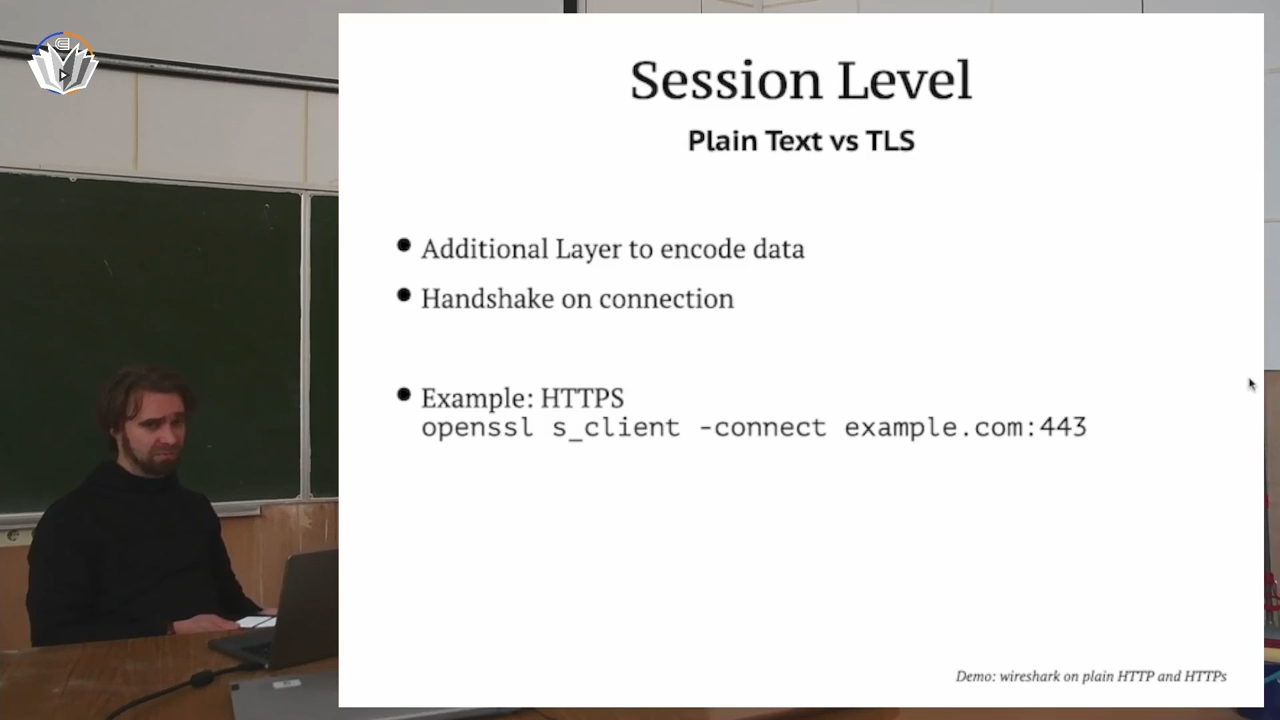 Session Level
Plain Text vs TLS
Additional Layer to encode data
Handshake on connection
Example: HTTPS
openssl s_client -connect example.com:443
Demo: wireshark on plain HTTP and HTTPs